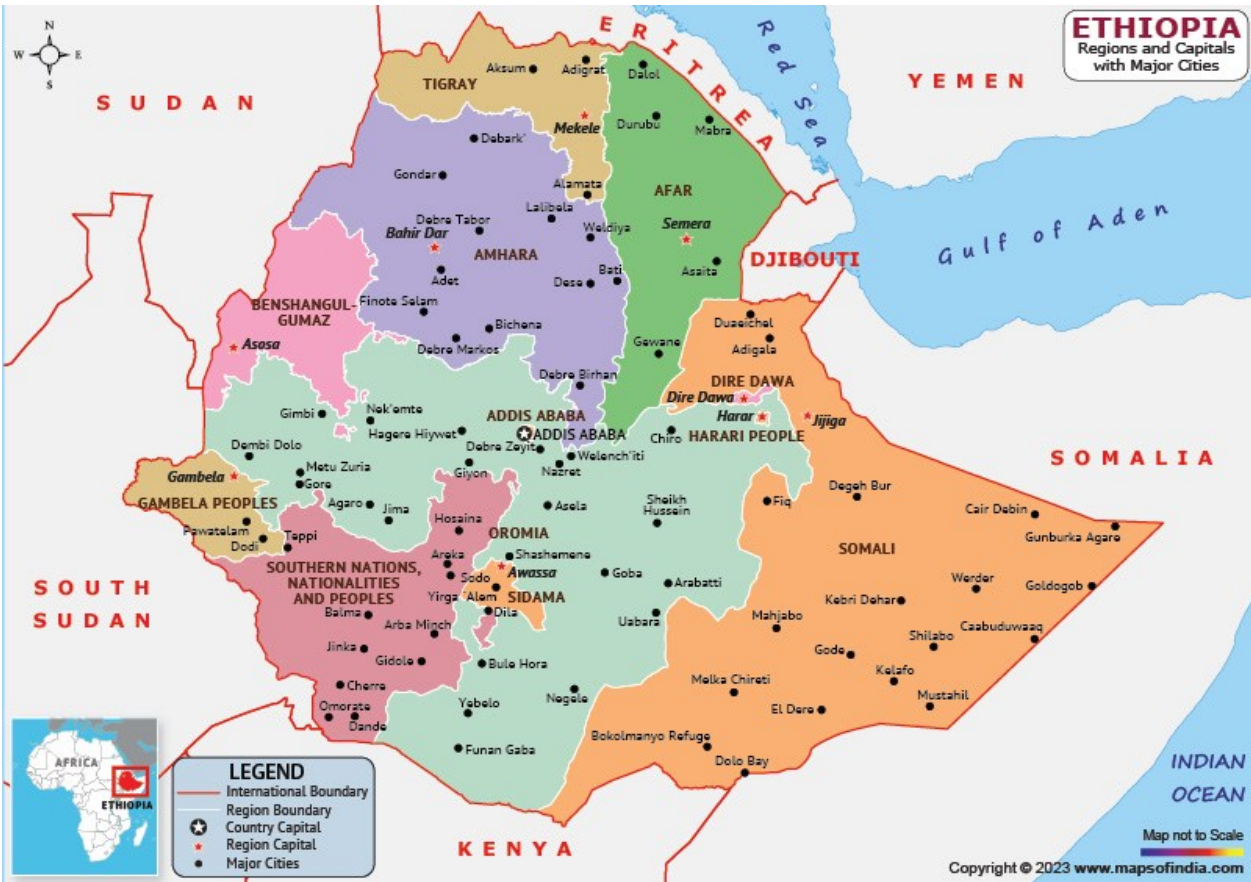 ETHIOPIA
Regions and Capitals
with Major Cities
N
W
E
S
SUDAN
ERITREA
Red Sea
YEMEN
Gulf of Aden
DJIBOUTI
SOMALIA
SOUTH
SUDAN
KENYA
INDIAN
OCEAN
TIGRAY
Aksum
Adigrat
Mekele
Alamata
Dalol
Durubu
Mabra
AFAR
Semera
Asaita
Gewane
Debark'
Gondar
Lalibela
Debre Tabor
Weldiya
Bahir Dar
AMHARA
Adet
Dese
Bati
Finote Selam
Bichena
Debre Markos
Debre Birhan
BENSHANGUL-
GUMAZ
Asosa
Duaeichel
Adigala
DIRE DAWA
Dire Dawa
Harar
HARARI PEOPLE
Jijiga
Gimbi
Nek'emte
ADDIS ABABA
ADDIS ABABA
Hagere Hiywet
Debre Zeyit
Welench'iti
Chiro
Dembi Dolo
Metu Zuria
Gore
Giyon
Nazret
Gambela
GAMBELA PEOPLES
Pawatelam
Dodi
Teppi
Agaro
Jima
Hosaina
Asela
Sheikh
Hussein
OROMIA
Shashemene
SOUTHERN NATIONS,
NATIONALITIES
AND PEOPLES
Areka
Sodo
Awassa
Yirga 'Alem
SIDAMA
Dila
Goba
Arabatti
Uabara
Balma
Arba Minch
Jinka
Gidole
Cherre
Omorate
Dande
Bule Hora
Yebelo
Negele
Funan Gaba
Fiq
Degeh Bur
Cair Debin
Gunburka Agare
SOMALI
Werder
Goldogob
Kebri Dehar
Mahjabo
Caabuduwaaq
Shilabo
Gode
Kelafo
Melka Chireti
Mustahil
El Dere
Bokolmanyo Refuge
Dolo Bay
AFRICA
ETHIOPIA
LEGEND
International Boundary
Region Boundary
Country Capital
Region Capital
Major Cities
Map not to Scale
Copyright © 2023 www.mapsofindia.com